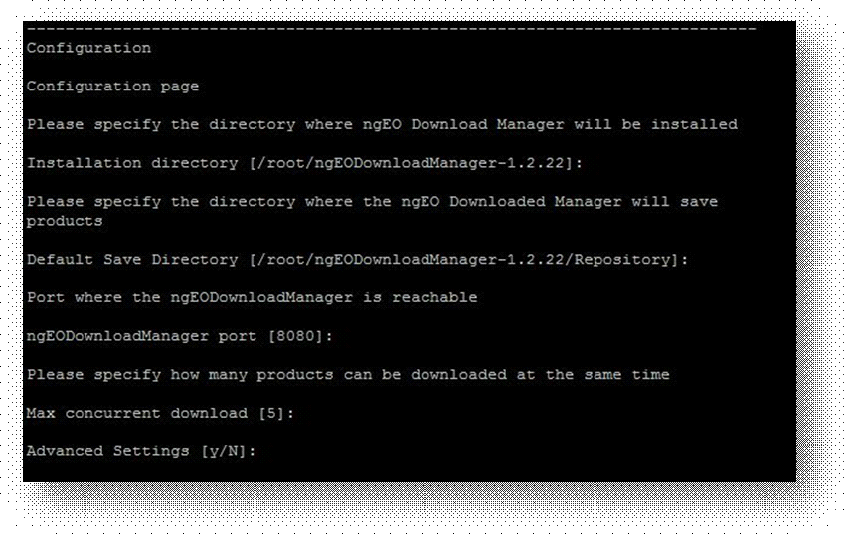 --------------------------------------------------------------------------------
Configuration
Configuration page
Please specify the directory where ngEO Download Manager will be installed
Installation directory [/root/ngEODownloadManager-1.2.22]:
Please specify the directory where the ngEO Downloaded Manager will save
products
Default Save Directory [/root/ngEODownloadManager-1.2.22/Repository]:
Port where the ngEODownloadManager is reachable
ngEODownloadManager port [8080]:
Please specify how many products can be downloaded at the same time
Max concurrent download [5]:
Advanced Settings [y/N]: